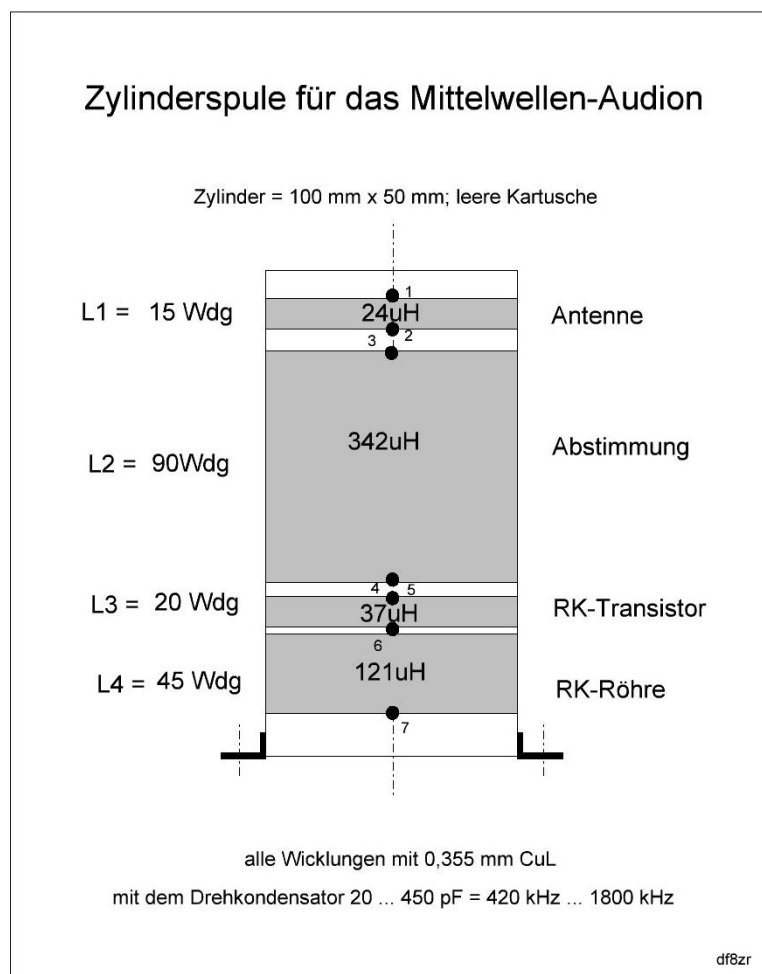 Zylinderspule für das Mittelwellen-Audion
Zylinder = 100 mm x 50 mm; leere Kartusche
1
L1 = 15 Wdg
24uH
Antenne
3 2
L2 = 90Wdg
342uH
Abstimmung
4 5
L3 = 20 Wdg
37uH
RK-Transistor
6
L4 = 45 Wdg
121uH
RK-Röhre
7
alle Wicklungen mit 0,355 mm CuL
mit dem Drehkondensator 20 ... 450 pF = 420 kHz ... 1800 kHz
df8zr